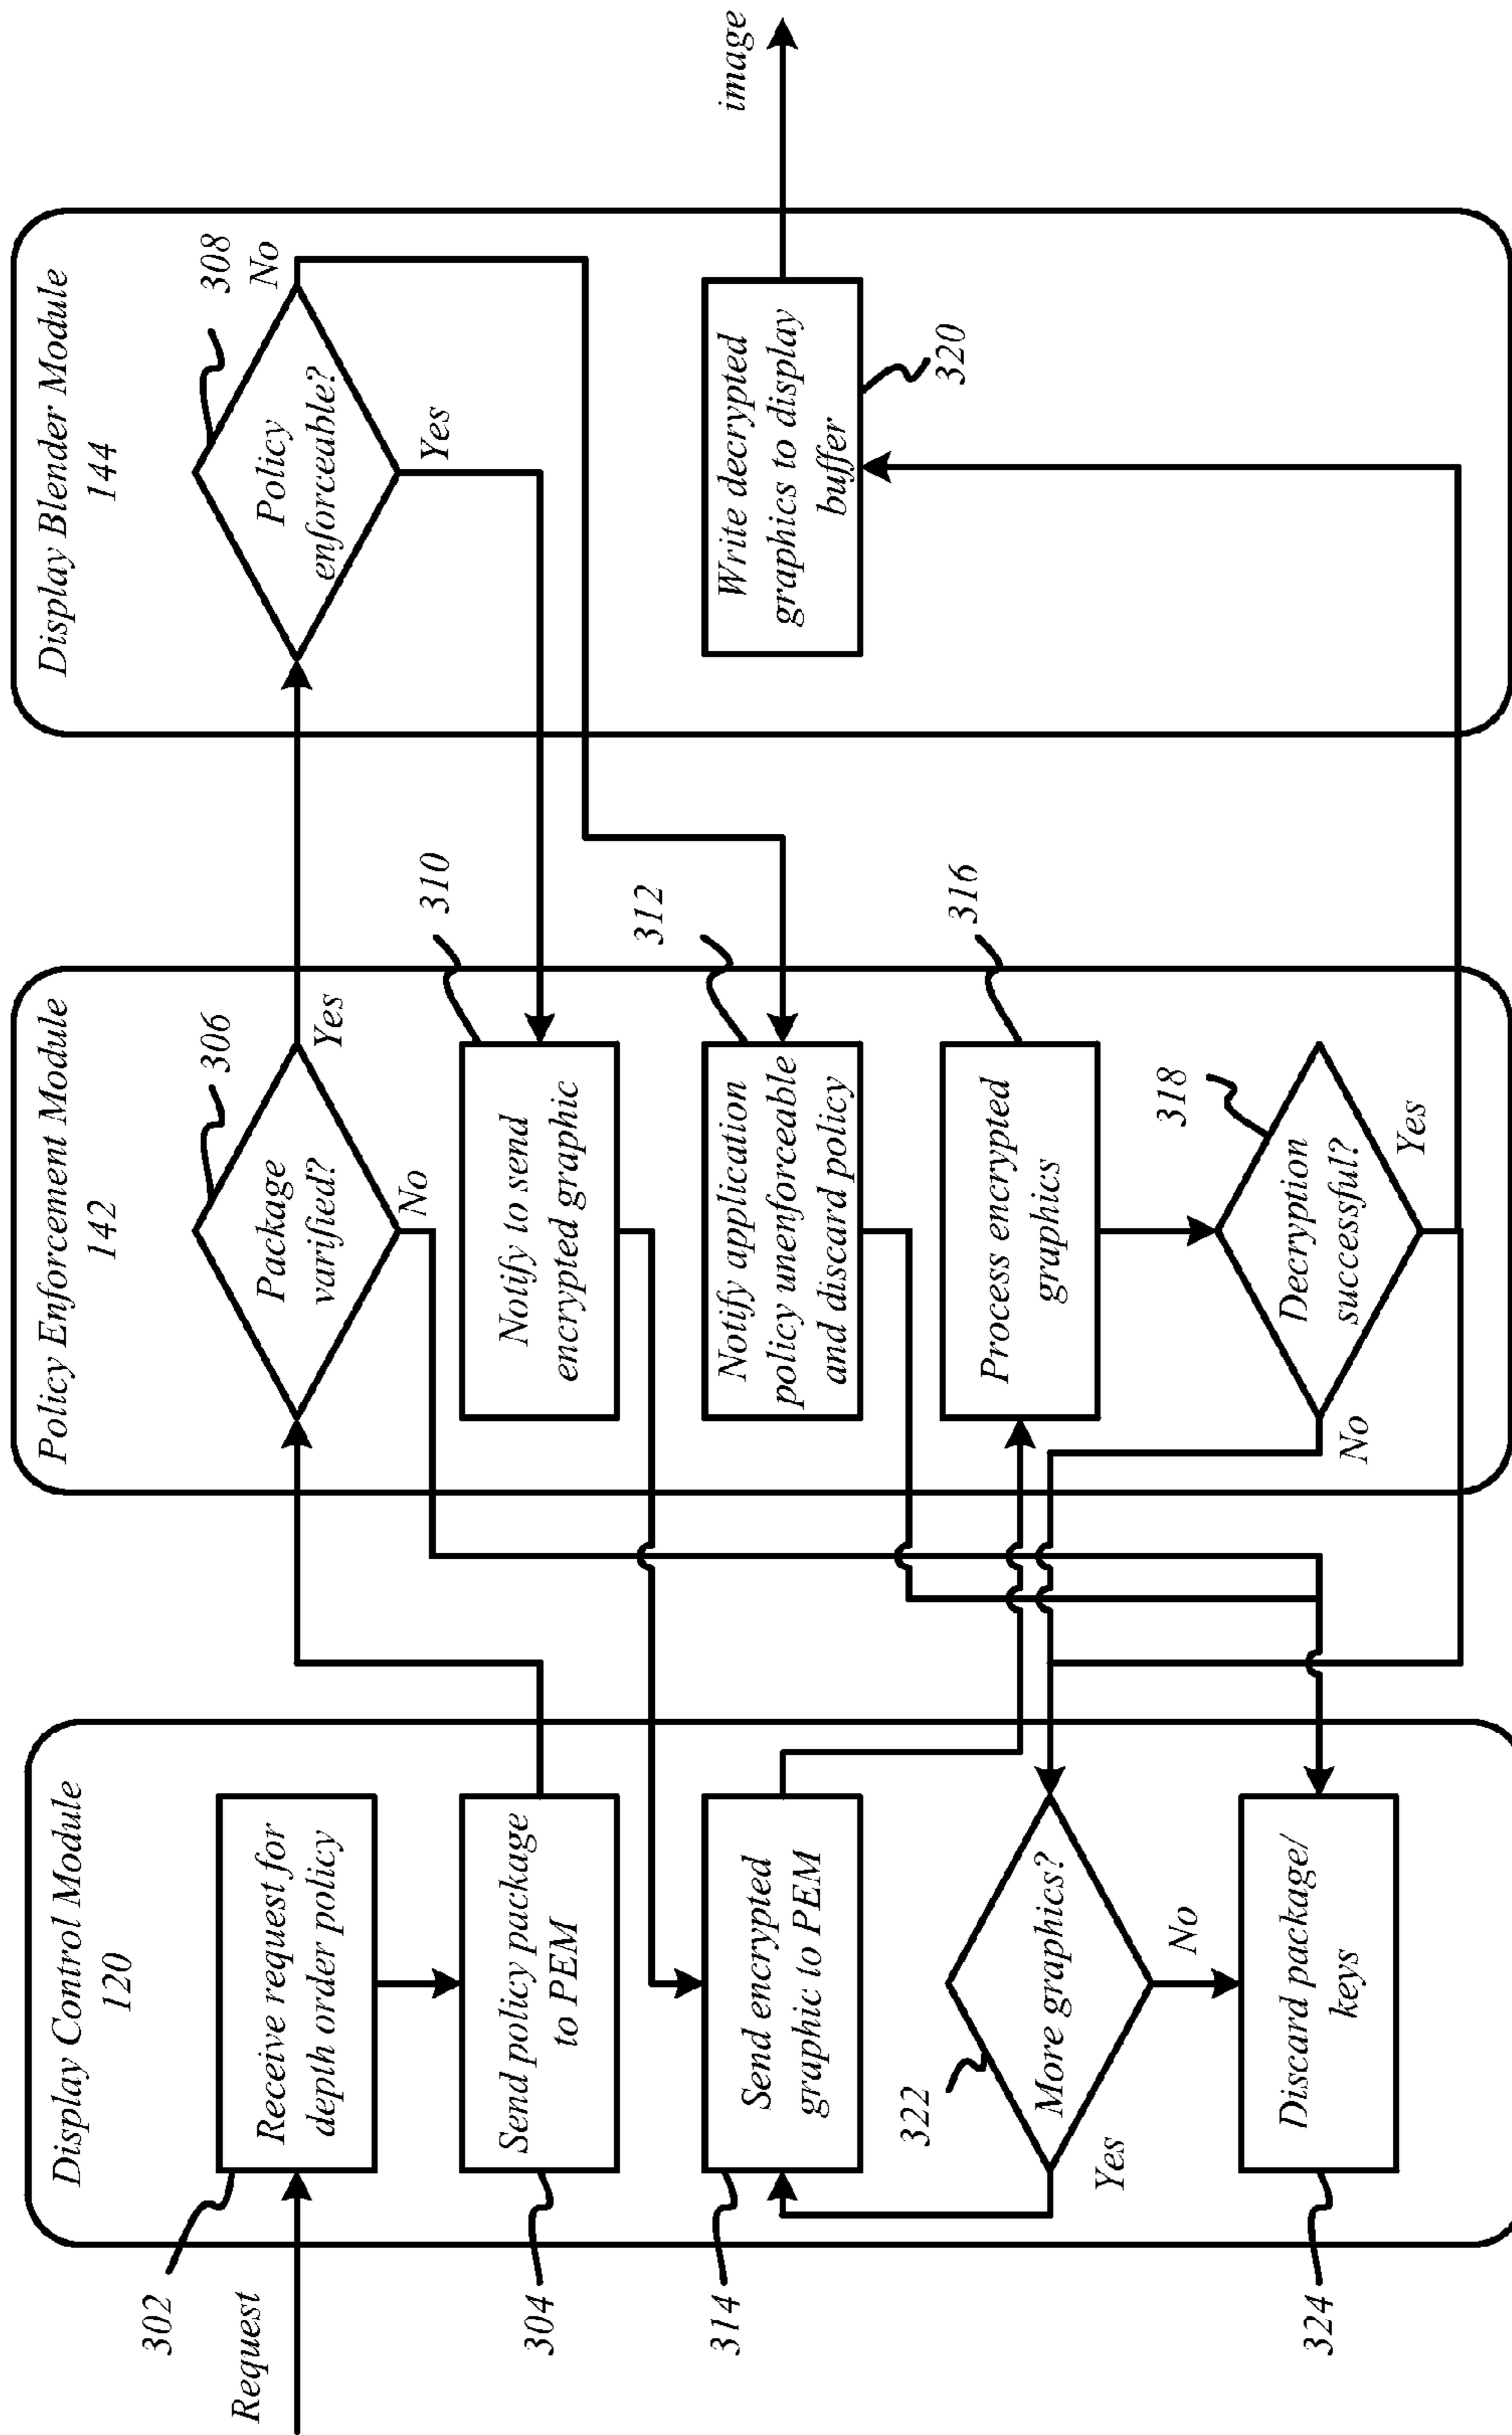 Request
Display Control Module
120
302
Receive request for
depth order policy
304
Send policy package
to PEM
314
Send encrypted
graphic to PEM
322
More graphics?
Yes
No
324
Discard package/
keys
Policy Enforcement Module
142
306
Package
varified?
Yes
No
310
Notify to send
encrypted graphic
312
Notify application
policy unenforceable
and discard policy
316
Process encrypted
graphics
318
Decryption
successful?
No
Yes
Display Blender Module
144
308
No
Policy
enforceable?
Yes
Write decrypted
graphics to display
buffer
320
image